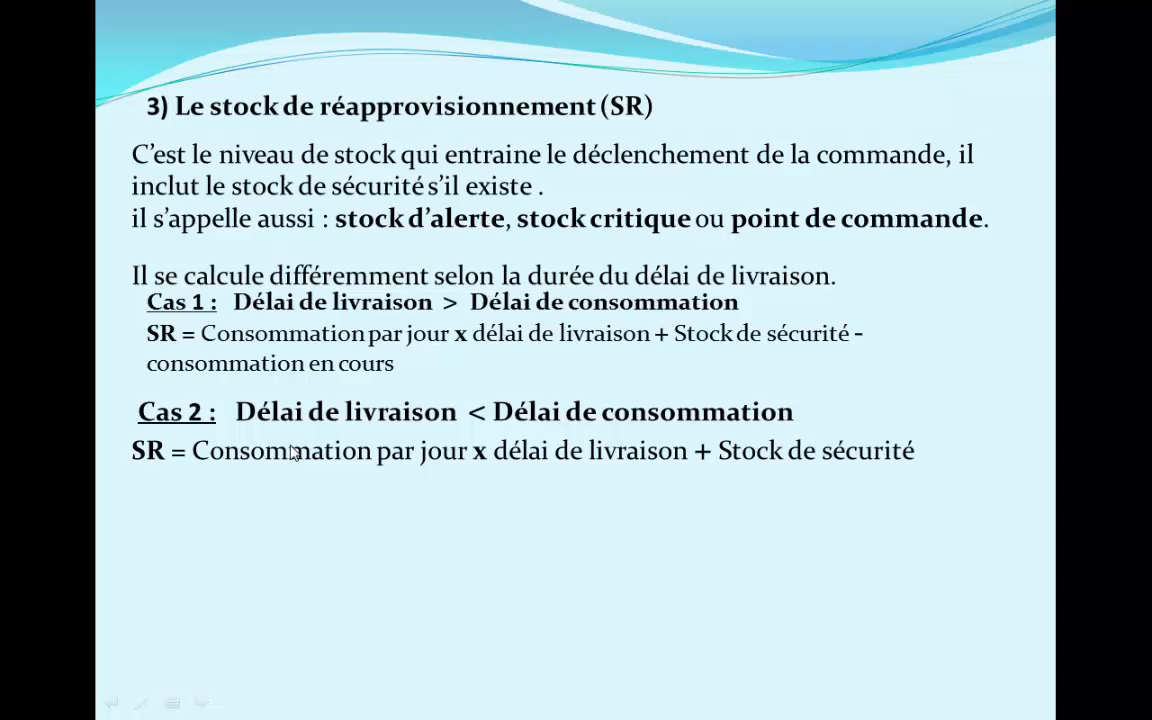 3) Le stock de réapprovisionnement (SR)
C’est le niveau de stock qui entraine le déclenchement de la commande, il
inclut le stock de sécurité s’il existe .
il s’appelle aussi : stock d’alerte, stock critique ou point de commande.
Il se calcule différemment selon la durée du délai de livraison.
Cas 1 : Délai de livraison > Délai de consommation
SR = Consommation par jour x délai de livraison + Stock de sécurité -
consommation en cours
Cas 2 : Délai de livraison < Délai de consommation
SR = Consommation par jour x délai de livraison + Stock de sécurité